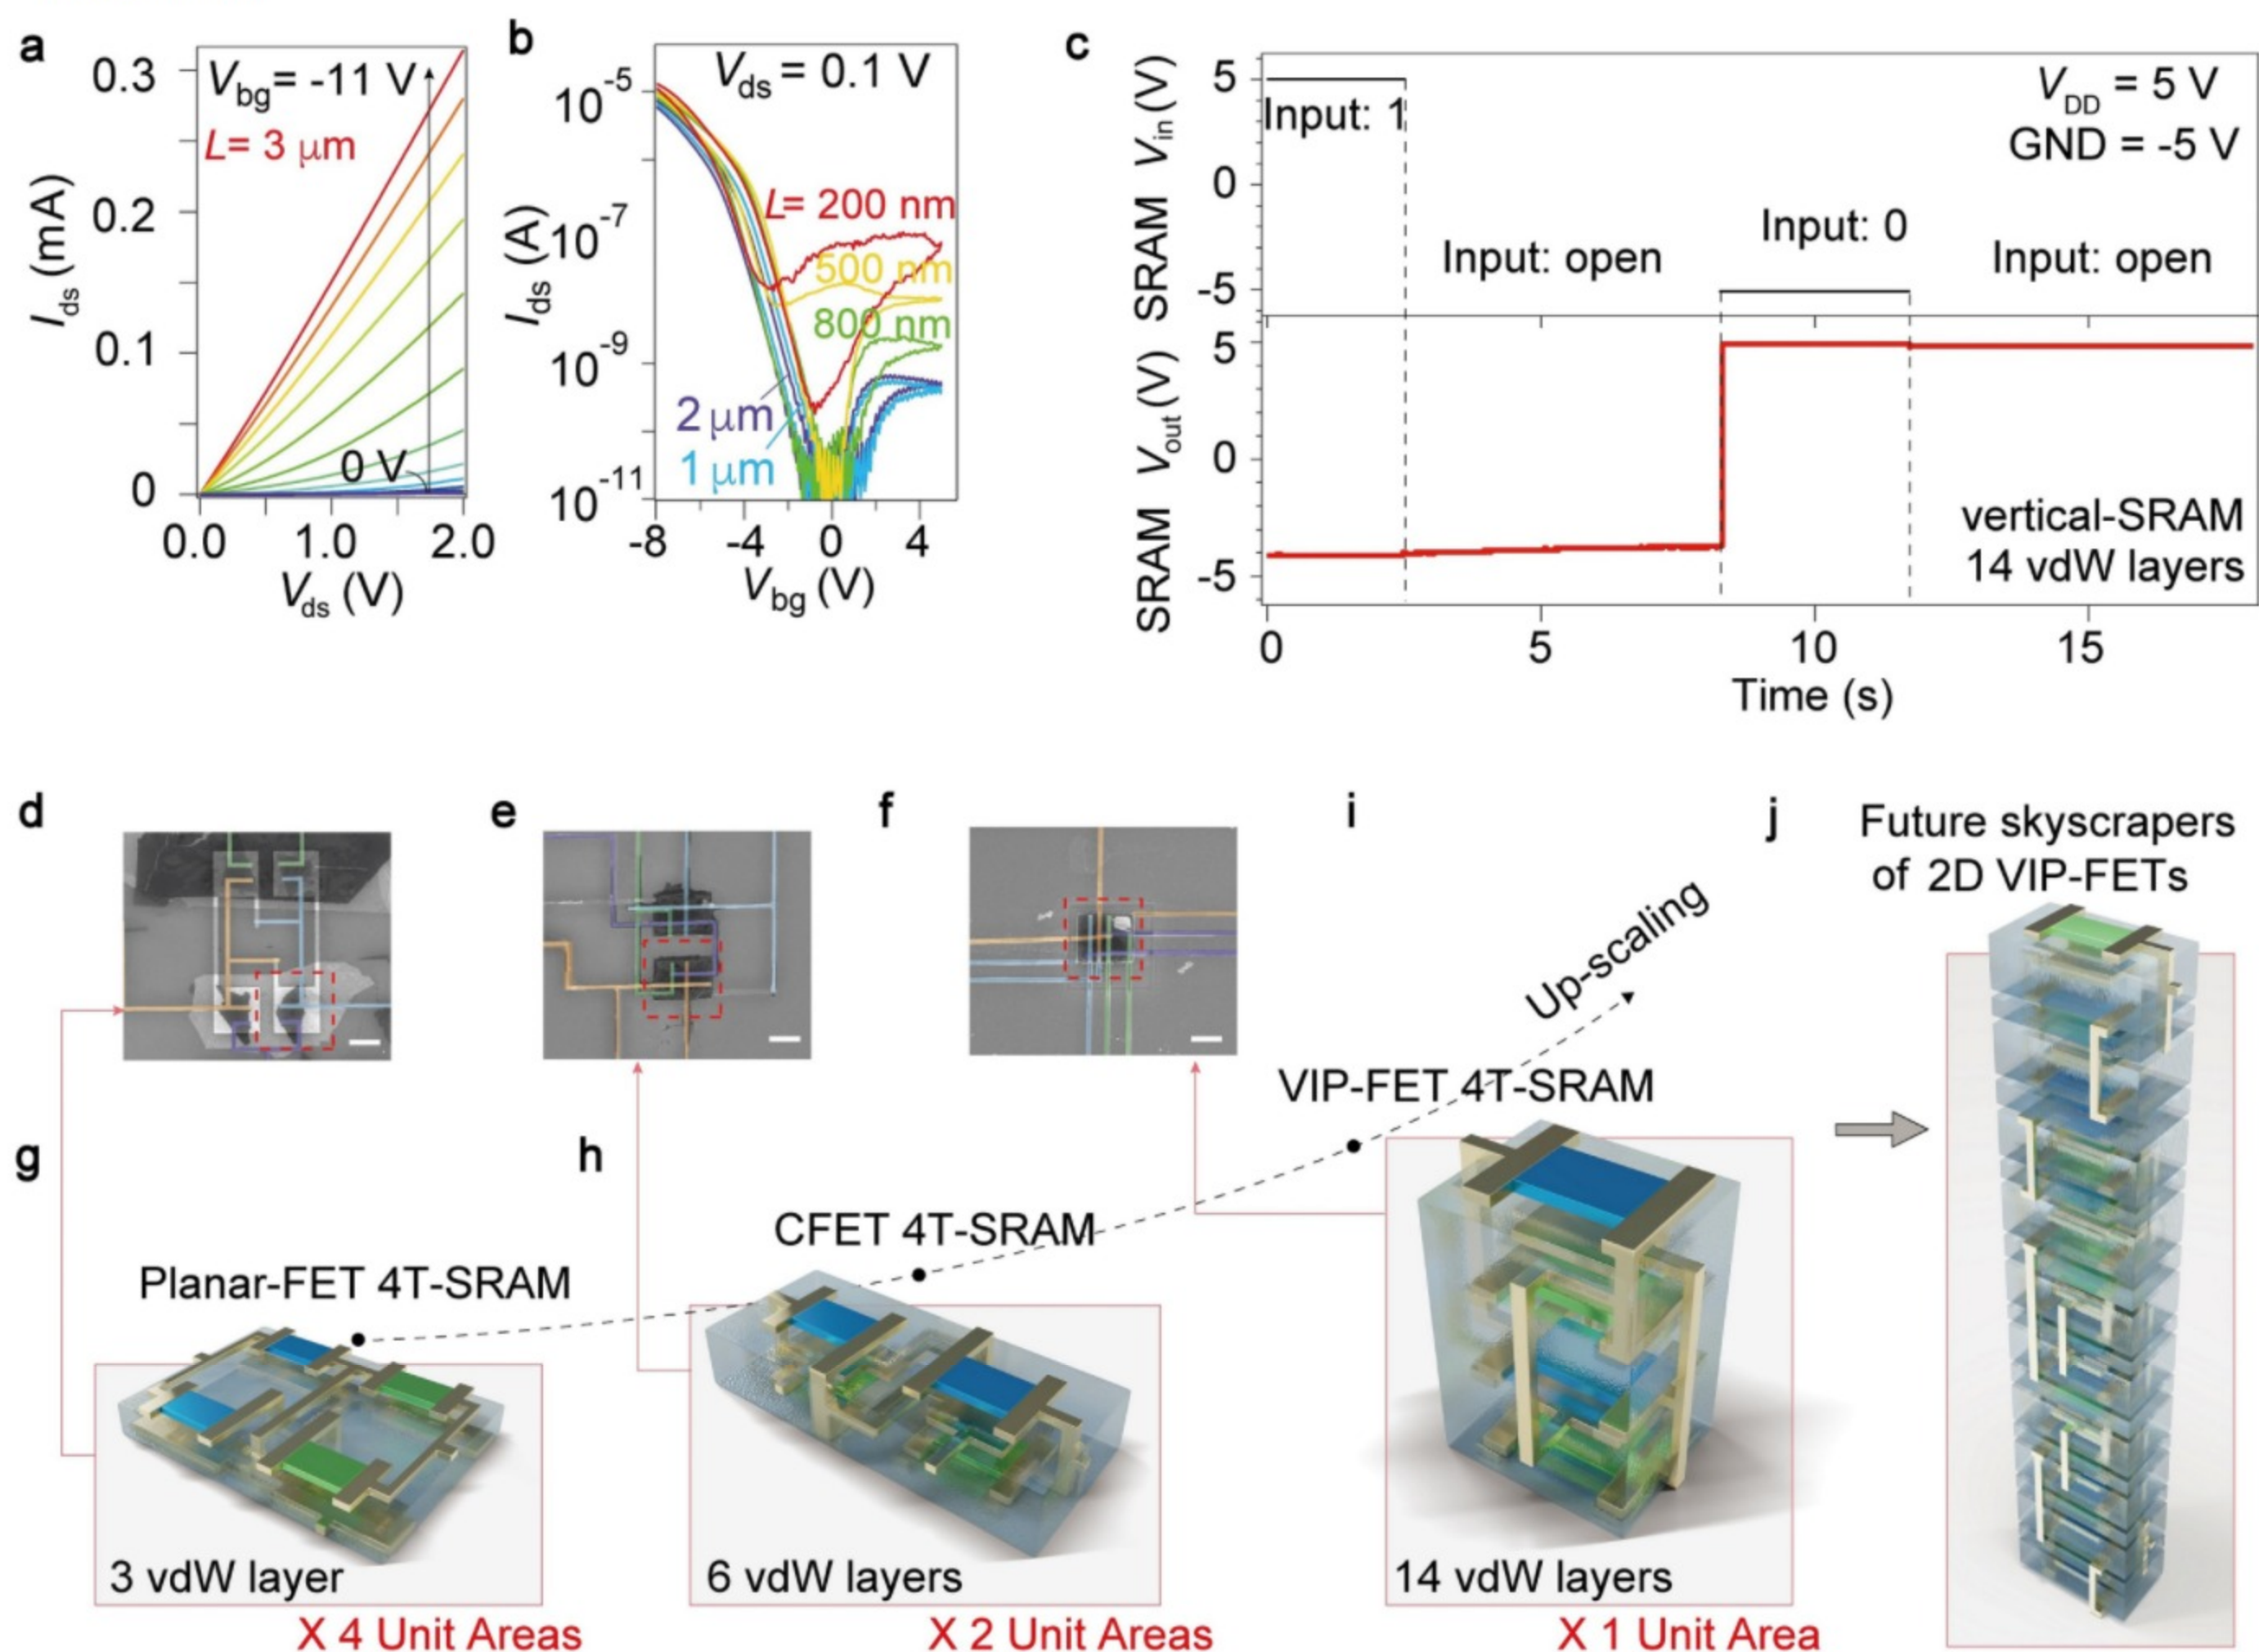 a
0.3
0.2
0.1
0
I_ds (mA)
V_bg = -11 V
L= 3 μm
0 V
0.0 1.0 2.0
V_ds (V)
b
10^-5
10^-7
10^-9
10^-11
I_ds (A)
V_ds = 0.1 V
L= 200 nm
500 nm
800 nm
2 μm
1 μm
-8 -4 0 4
V_bg (V)
c
SRAM V_in (V)
5
0
-5
Input: 1
Input: open
Input: 0
Input: open
V_DD = 5 V
GND = -5 V
SRAM V_out (V)
5
0
-5
vertical-SRAM
14 vdW layers
0 5 10 15
Time (s)
d
e
f
i
j
Future skyscrapers
of 2D VIP-FETs
Up-scaling
VIP-FET 4T-SRAM
g
h
CFET 4T-SRAM
Planar-FET 4T-SRAM
3 vdW layer
X 4 Unit Areas
6 vdW layers
X 2 Unit Areas
14 vdW layers
X 1 Unit Area